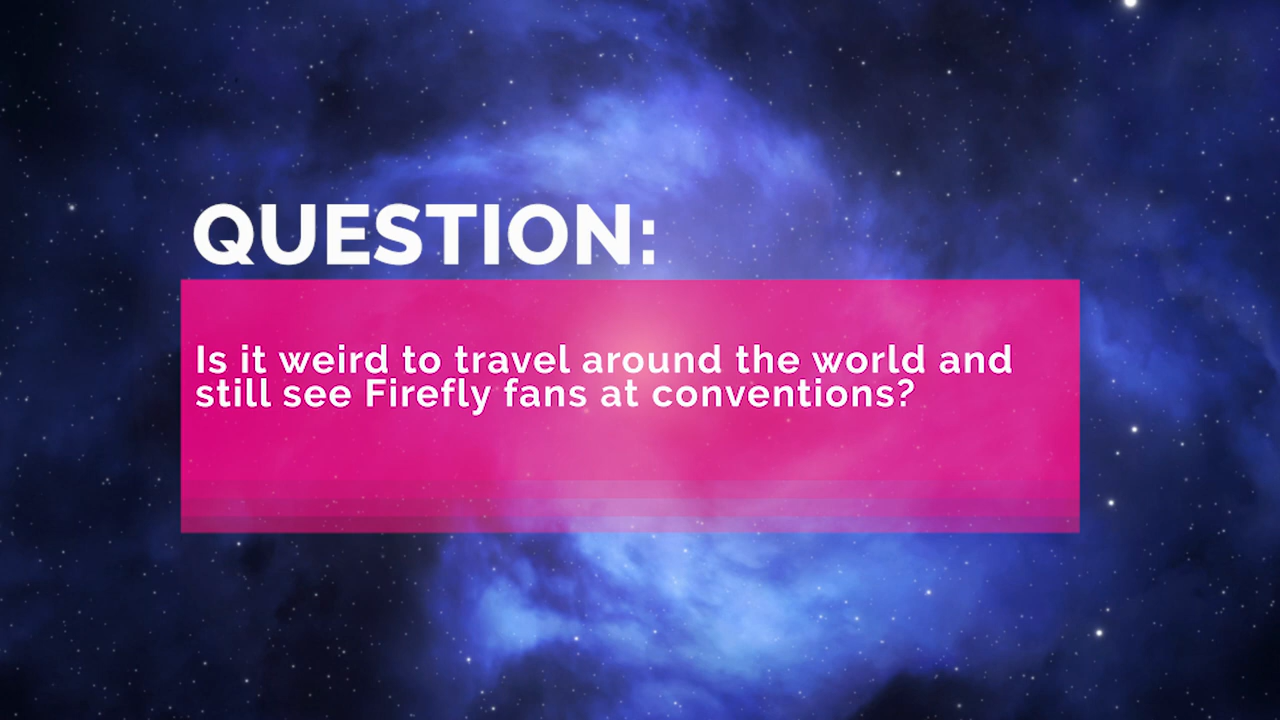 QUESTION:
Is it weird to travel around the world and
still see Firefly fans at conventions?